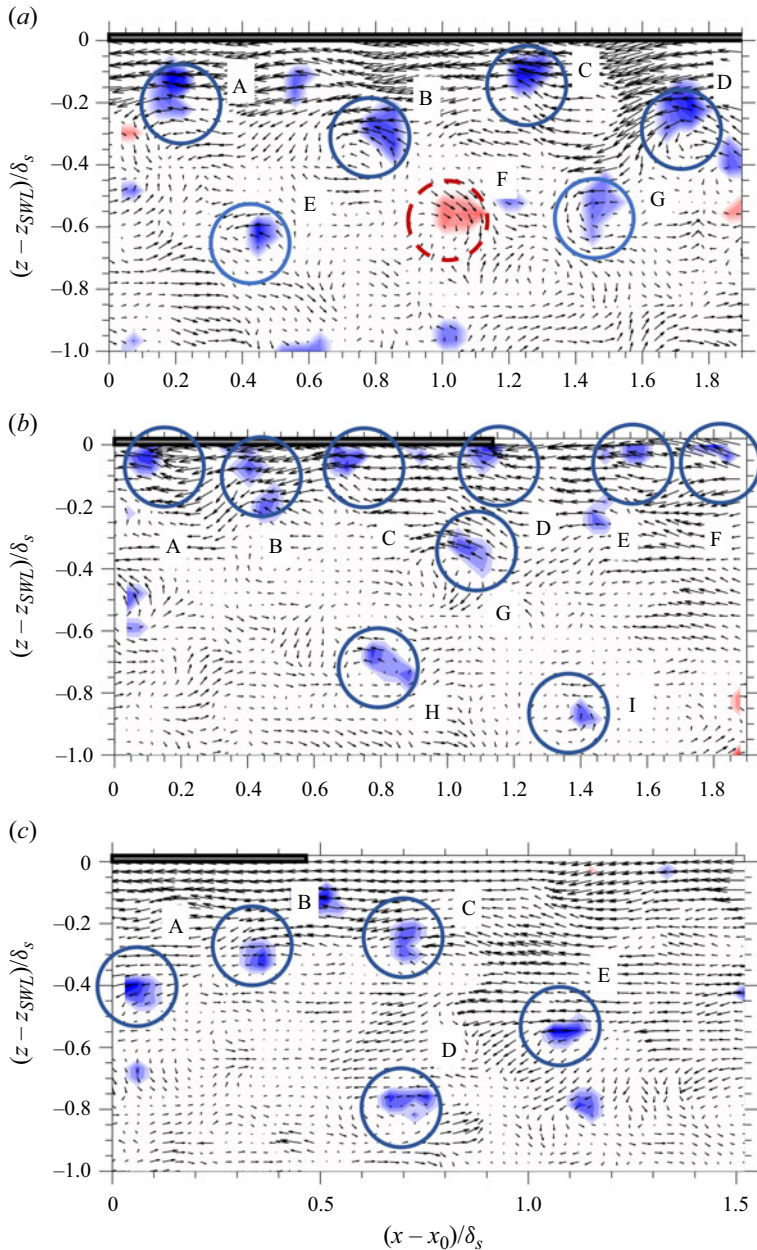 (a)
0
A
B
C
D
–0.2
–0.4
E
F
G
–0.6
–0.8
–1.0
(z – z_SWL)/δ_s
0 0.2 0.4 0.6 0.8 1.0 1.2 1.4 1.6 1.8
(b)
0
–0.2
A B C D E F
–0.4
G
–0.6
H I
–0.8
–1.0
(z – z_SWL)/δ_s
0 0.2 0.4 0.6 0.8 1.0 1.2 1.4 1.6 1.8
(c)
0
A B C
–0.2
–0.4
E
–0.6
D
–0.8
–1.0
(z – z_SWL)/δ_s
0 0.5 1.0 1.5
(x – x_0)/δ_s